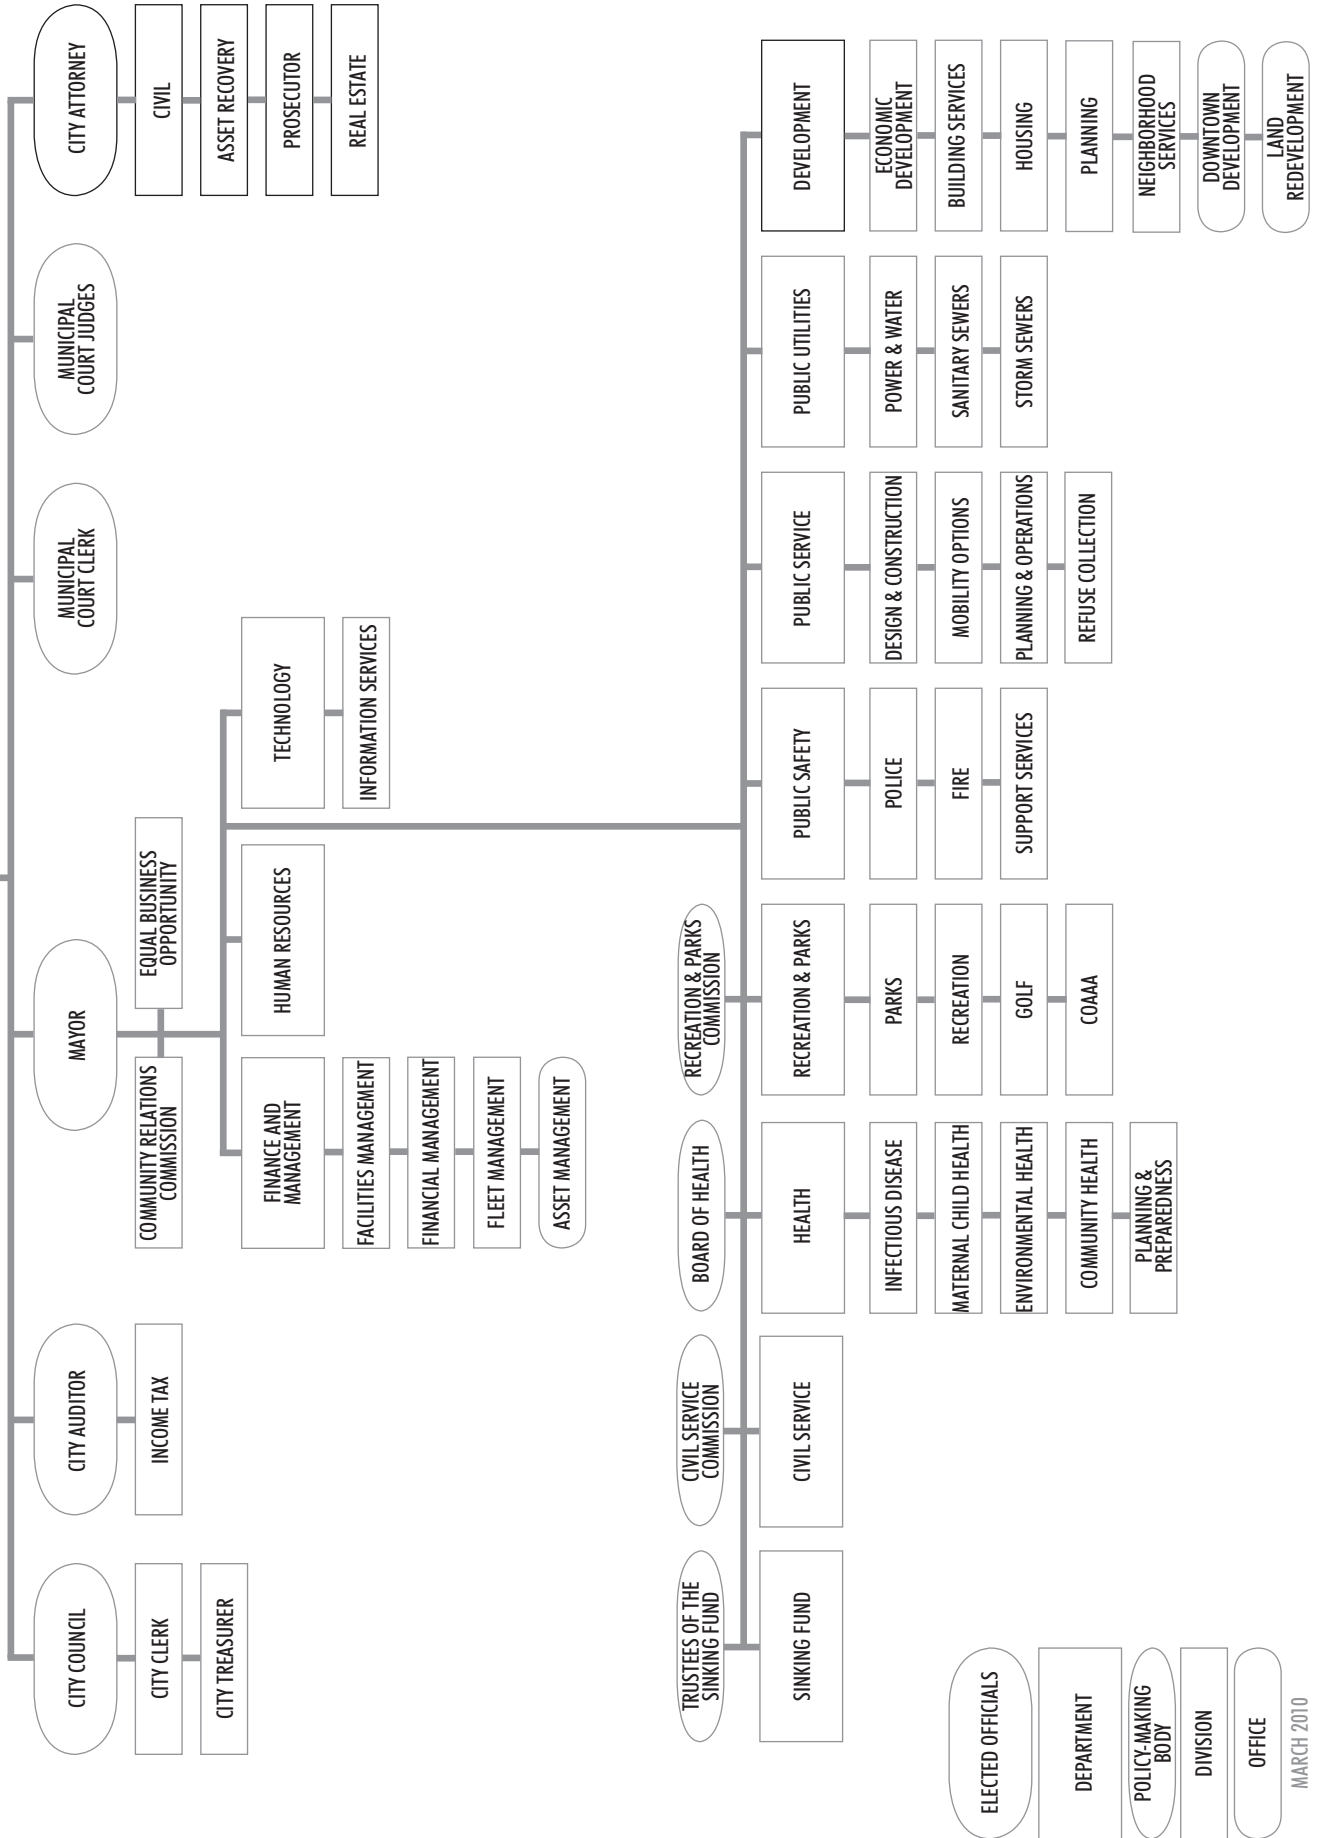 CITY COUNCIL
CITY CLERK
CITY TREASURER
CITY AUDITOR
INCOME TAX
MAYOR
COMMUNITY RELATIONS
COMMISSION
EQUAL BUSINESS
OPPORTUNITY
FINANCE AND
MANAGEMENT
FACILITIES MANAGEMENT
FINANCIAL MANAGEMENT
FLEET MANAGEMENT
ASSET MANAGEMENT
HUMAN RESOURCES
TECHNOLOGY
INFORMATION SERVICES
MUNICIPAL
COURT CLERK
MUNICIPAL
COURT JUDGES
CITY ATTORNEY
CIVIL
ASSET RECOVERY
PROSECUTOR
REAL ESTATE
TRUSTEES OF THE
SINKING FUND
SINKING FUND
CIVIL SERVICE
COMMISSION
CIVIL SERVICE
BOARD OF HEALTH
HEALTH
INFECTIOUS DISEASE
MATERNAL CHILD HEALTH
ENVIRONMENTAL HEALTH
COMMUNITY HEALTH
PLANNING &
PREPAREDNESS
RECREATION & PARKS
COMMISSION
RECREATION & PARKS
PARKS
RECREATION
GOLF
COAAA
PUBLIC SAFETY
POLICE
FIRE
SUPPORT SERVICES
PUBLIC SERVICE
DESIGN & CONSTRUCTION
MOBILITY OPTIONS
PLANNING & OPERATIONS
REFUSE COLLECTION
PUBLIC UTILITIES
POWER & WATER
SANITARY SEWERS
STORM SEWERS
DEVELOPMENT
ECONOMIC
DEVELOPMENT
BUILDING SERVICES
HOUSING
PLANNING
NEIGHBORHOOD
SERVICES
DOWNTOWN
DEVELOPMENT
LAND
REDEVELOPMENT
ELECTED OFFICIALS
DEPARTMENT
POLICY-MAKING
BODY
DIVISION
OFFICE
MARCH 2010